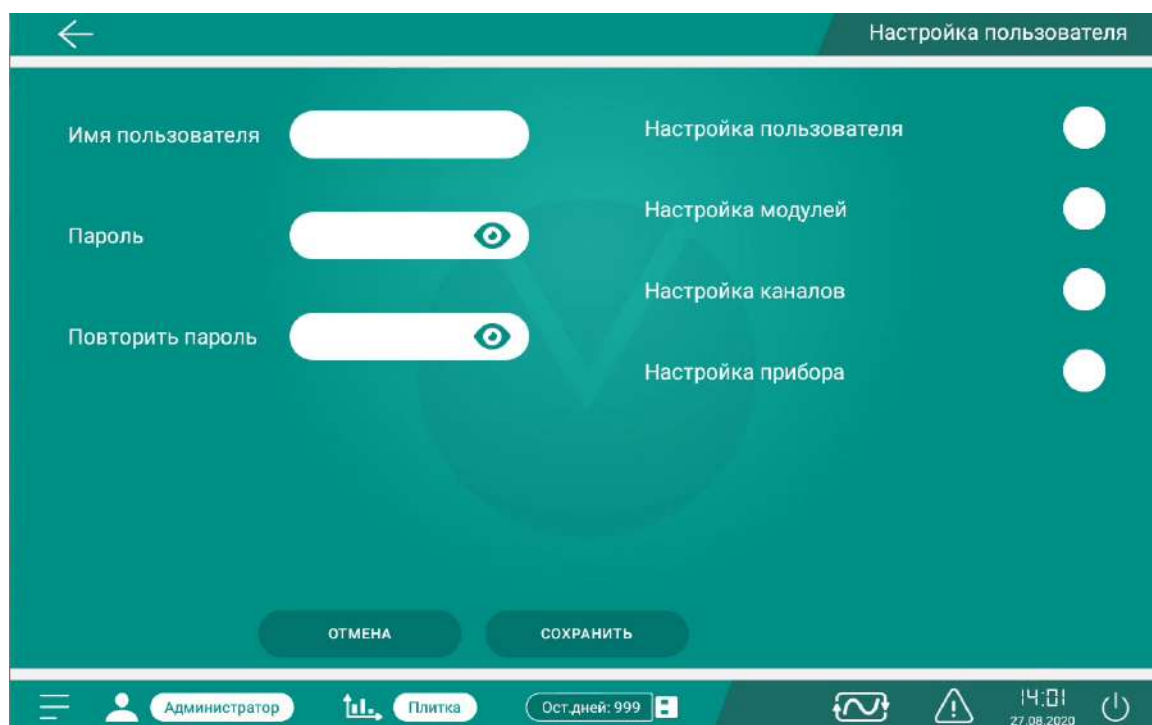 Настройка пользователя
Имя пользователя
Пароль
Повторить пароль
Настройка пользователя
Настройка модулей
Настройка каналов
Настройка прибора
ОТМЕНА
СОХРАНИТЬ
Администратор
Плитка
Ост.дней: 999
14:01
27.08.2020